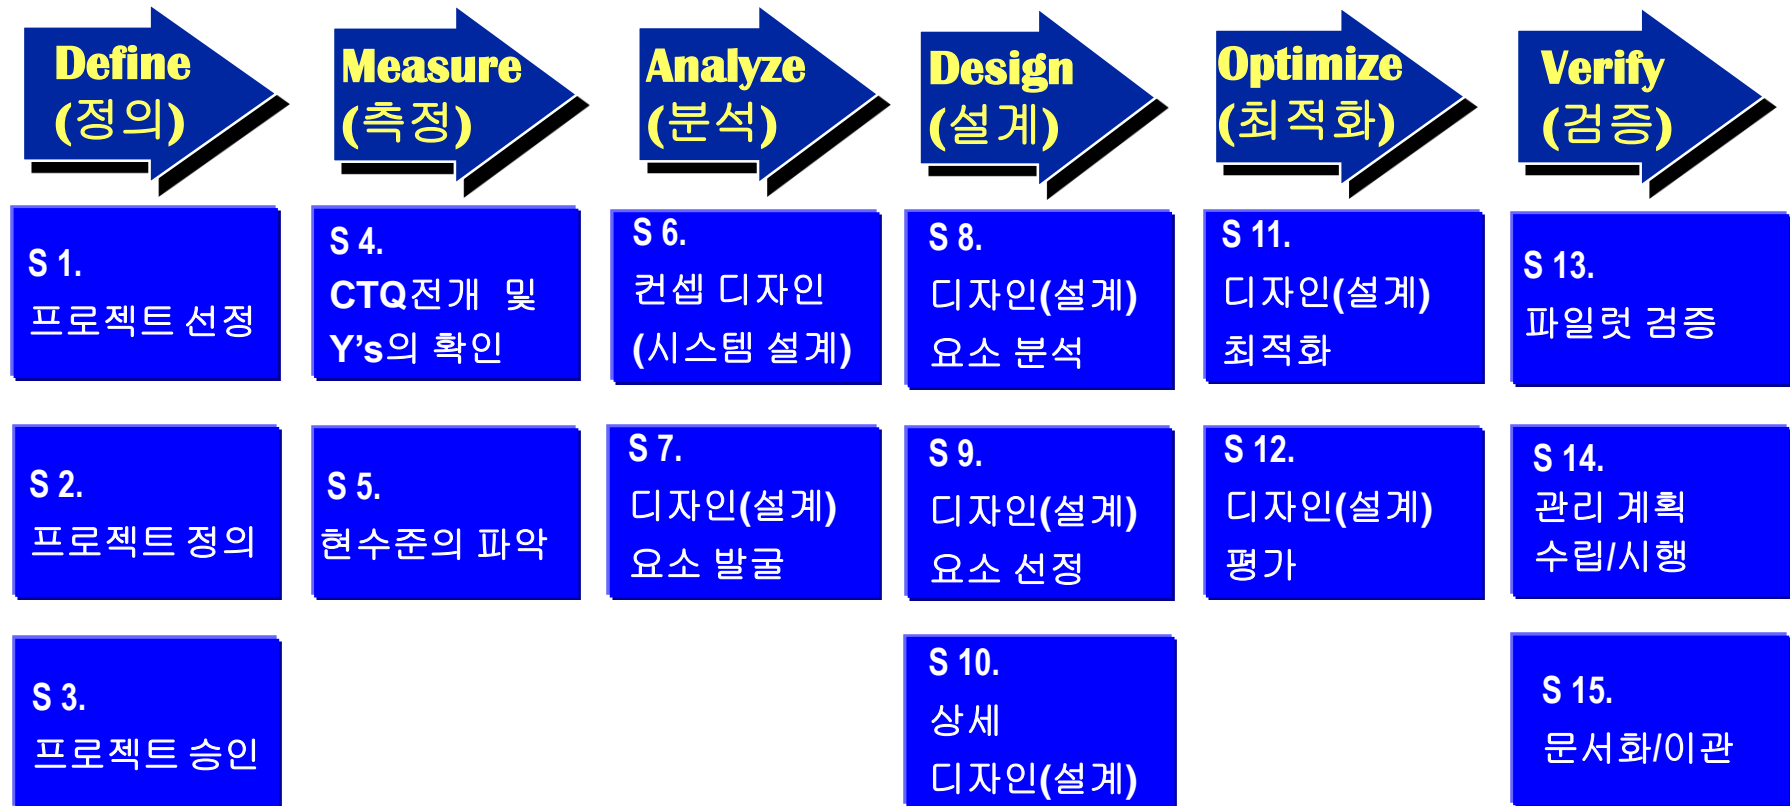 Define
(정의)
Measure
(측정)
Analyze
(분석)
Design
(설계)
Optimize
(최적화)
Verify
(검증)
S 1.
프로젝트 선정
S 4.
CTQ전개 및
Y's의 확인
S 6.
컨셉 디자인
(시스템 설계)
S 8.
디자인(설계)
요소 분석
S 11.
디자인(설계)
최적화
S 13.
파일럿 검증
S 2.
프로젝트 정의
S 5.
현수준의 파악
S 7.
디자인(설계)
요소 발굴
S 9.
디자인(설계)
요소 선정
S 12.
디자인(설계)
평가
S 14.
관리 계획
수립/시행
S 3.
프로젝트 승인
S 10.
상세
디자인(설계)
S 15.
문서화/이관